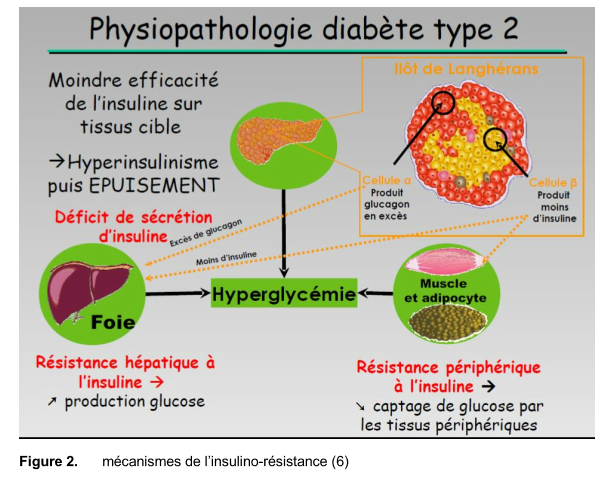 Physiopathologie diabète type 2
Moindre efficacité
de l'insuline sur
tissus cible
→Hyperinsulinisme
puis EPUISEMENT
Déficit de sécrétion
d'insuline
Ilôt de Langhérans
Cellule α
Produit
glucagon
en excès
Cellule β
Produit
moins
d'insuline
Excès de glucagon
Moins d'insuline
Foie
Hyperglycémie
Muscle
et adipocyte
Résistance hépatique à
l'insuline →
↗ production glucose
Résistance périphérique
à l'insuline →
↘ captage de glucose par
les tissus périphériques
Figure 2. mécanismes de l'insulino-résistance (6)